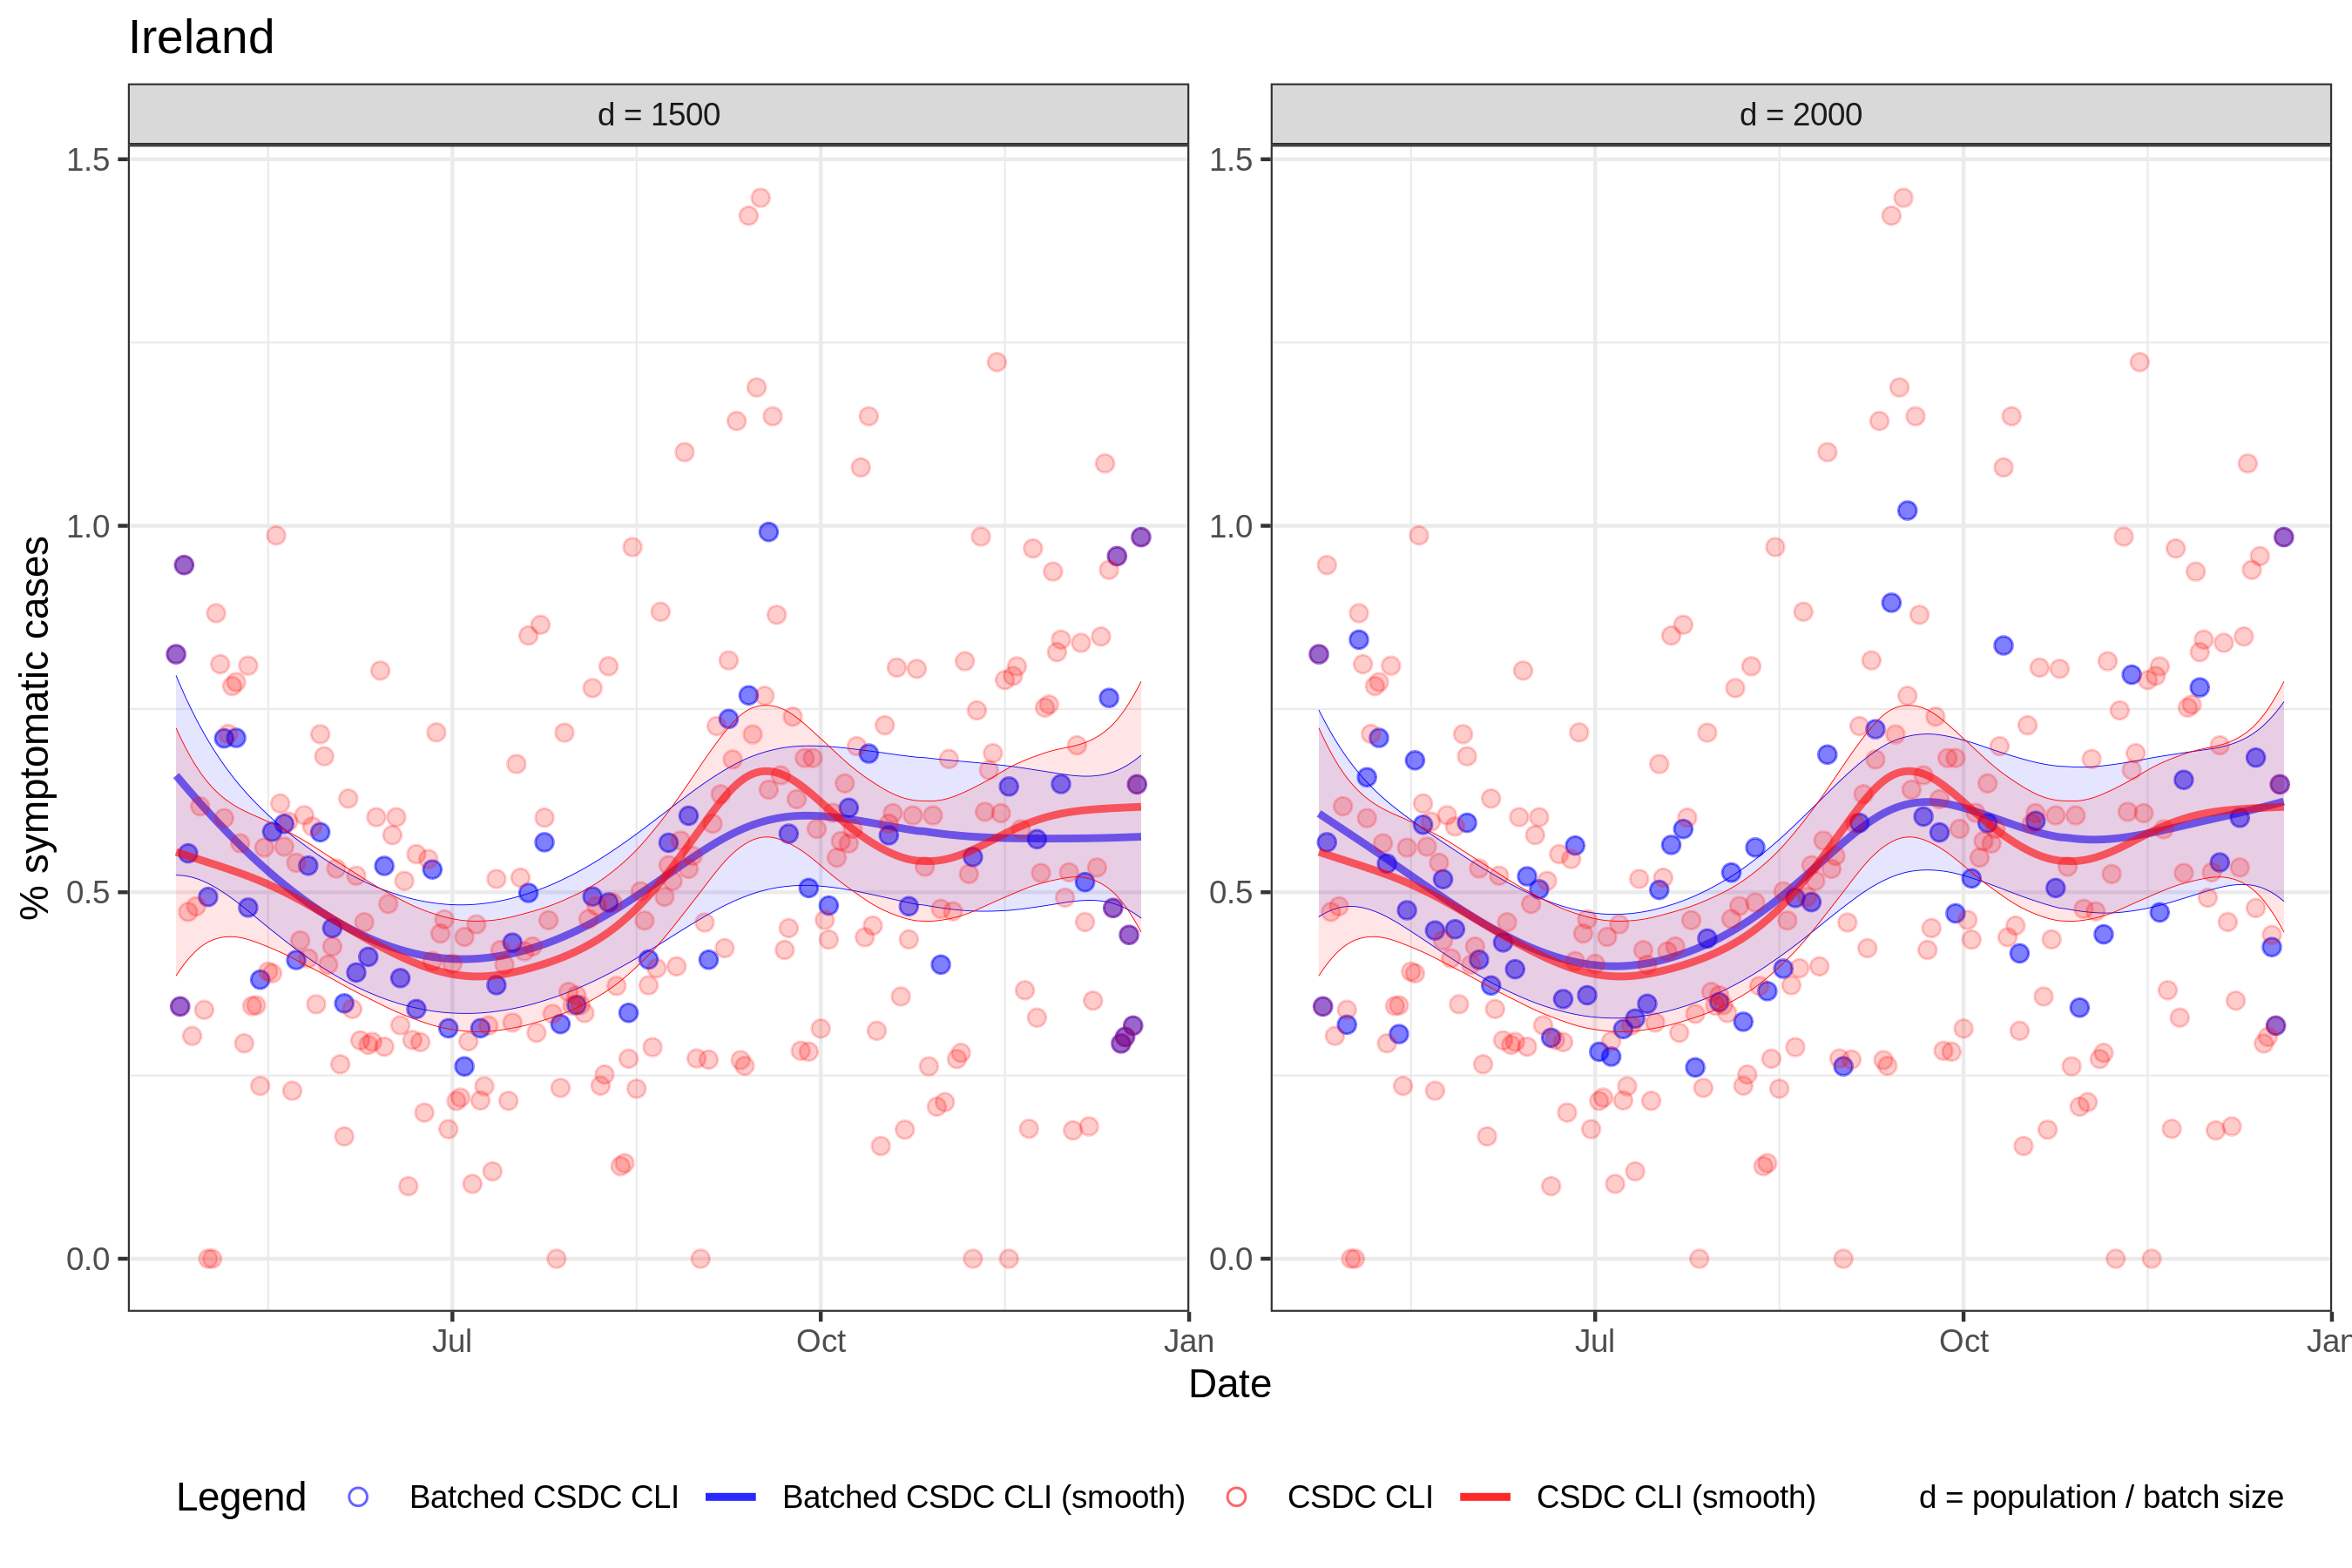 Ireland
d = 1500
d = 2000
% symptomatic cases
1.5
1.0
0.5
0.0
1.5
1.0
0.5
0.0
Jul
Oct
Jan
Jul
Oct
Jan
Date
Legend
Batched CSDC CLI
Batched CSDC CLI (smooth)
CSDC CLI
CSDC CLI (smooth)
d = population / batch size